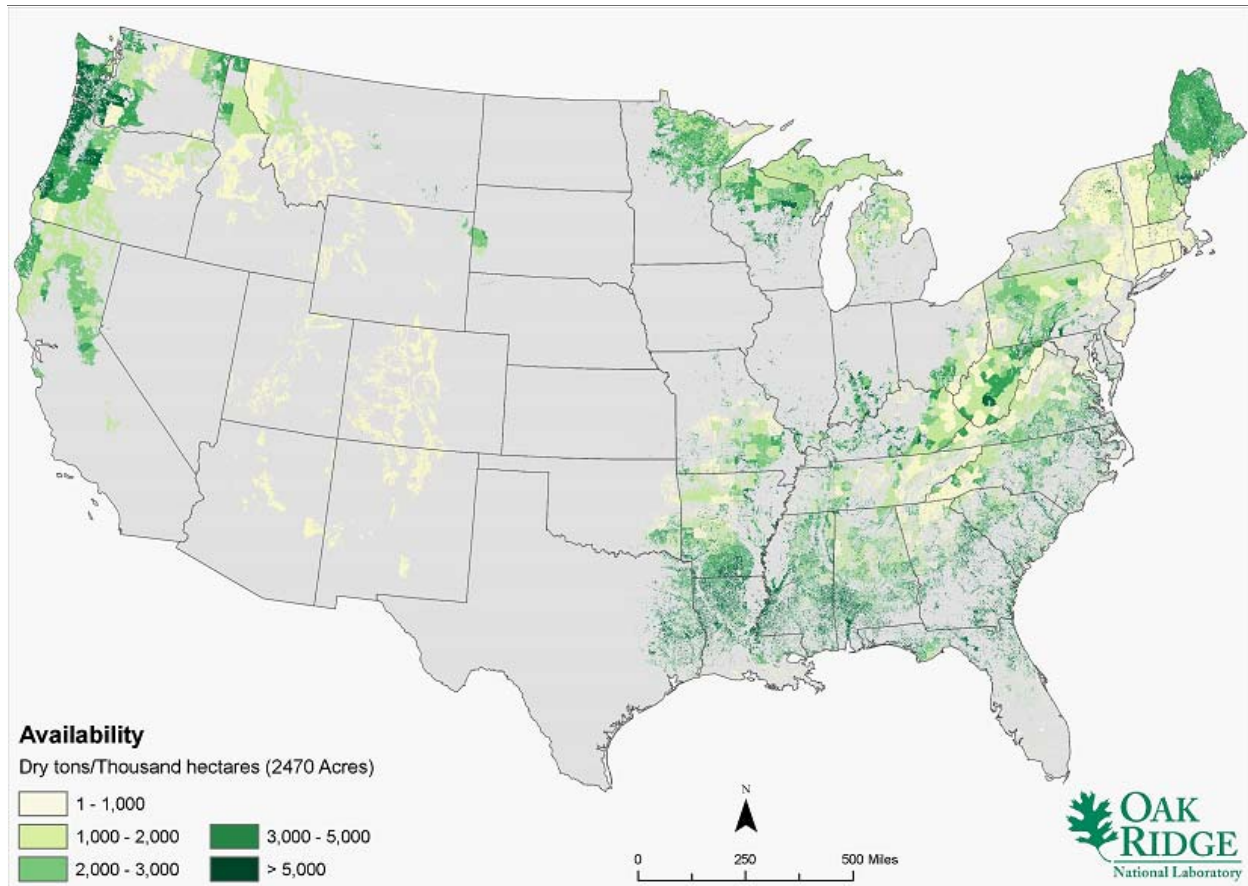 Availability
Dry tons/Thousand hectares (2470 Acres)
1 - 1,000
1,000 - 2,000
2,000 - 3,000
3,000 - 5,000
> 5,000
N
0 250 500 Miles
OAK
RIDGE
National Laboratory